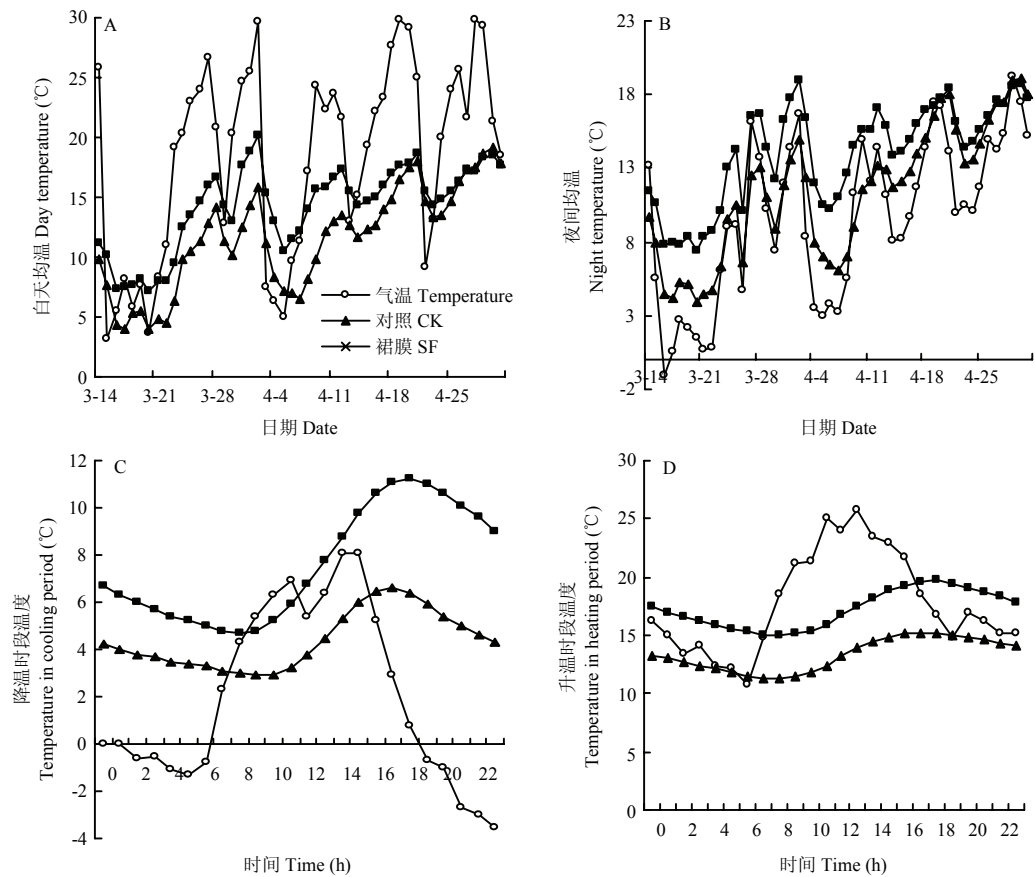 A
30
25
20
15
10
5
0
白天均温 Day temperature (℃)
3-14 3-21 3-28 4-4 4-11 4-18 4-25
日期 Date
气温 Temperature
对照 CK
裙膜 SF
B
23
18
13
8
3
-2
夜间均温
Night temperature (℃)
3-14 3-21 3-28 4-4 4-11 4-18 4-25
日期 Date
C
12
10
8
6
4
2
0
-2
-4
降温时段温度
Temperature in cooling period (℃)
0 2 4 6 8 10 12 14 16 18 20 22
时间 Time (h)
D
30
25
20
15
10
5
0
升温时段温度
Temperature in heating period (℃)
0 2 4 6 8 10 12 14 16 18 20 22
时间 Time (h)